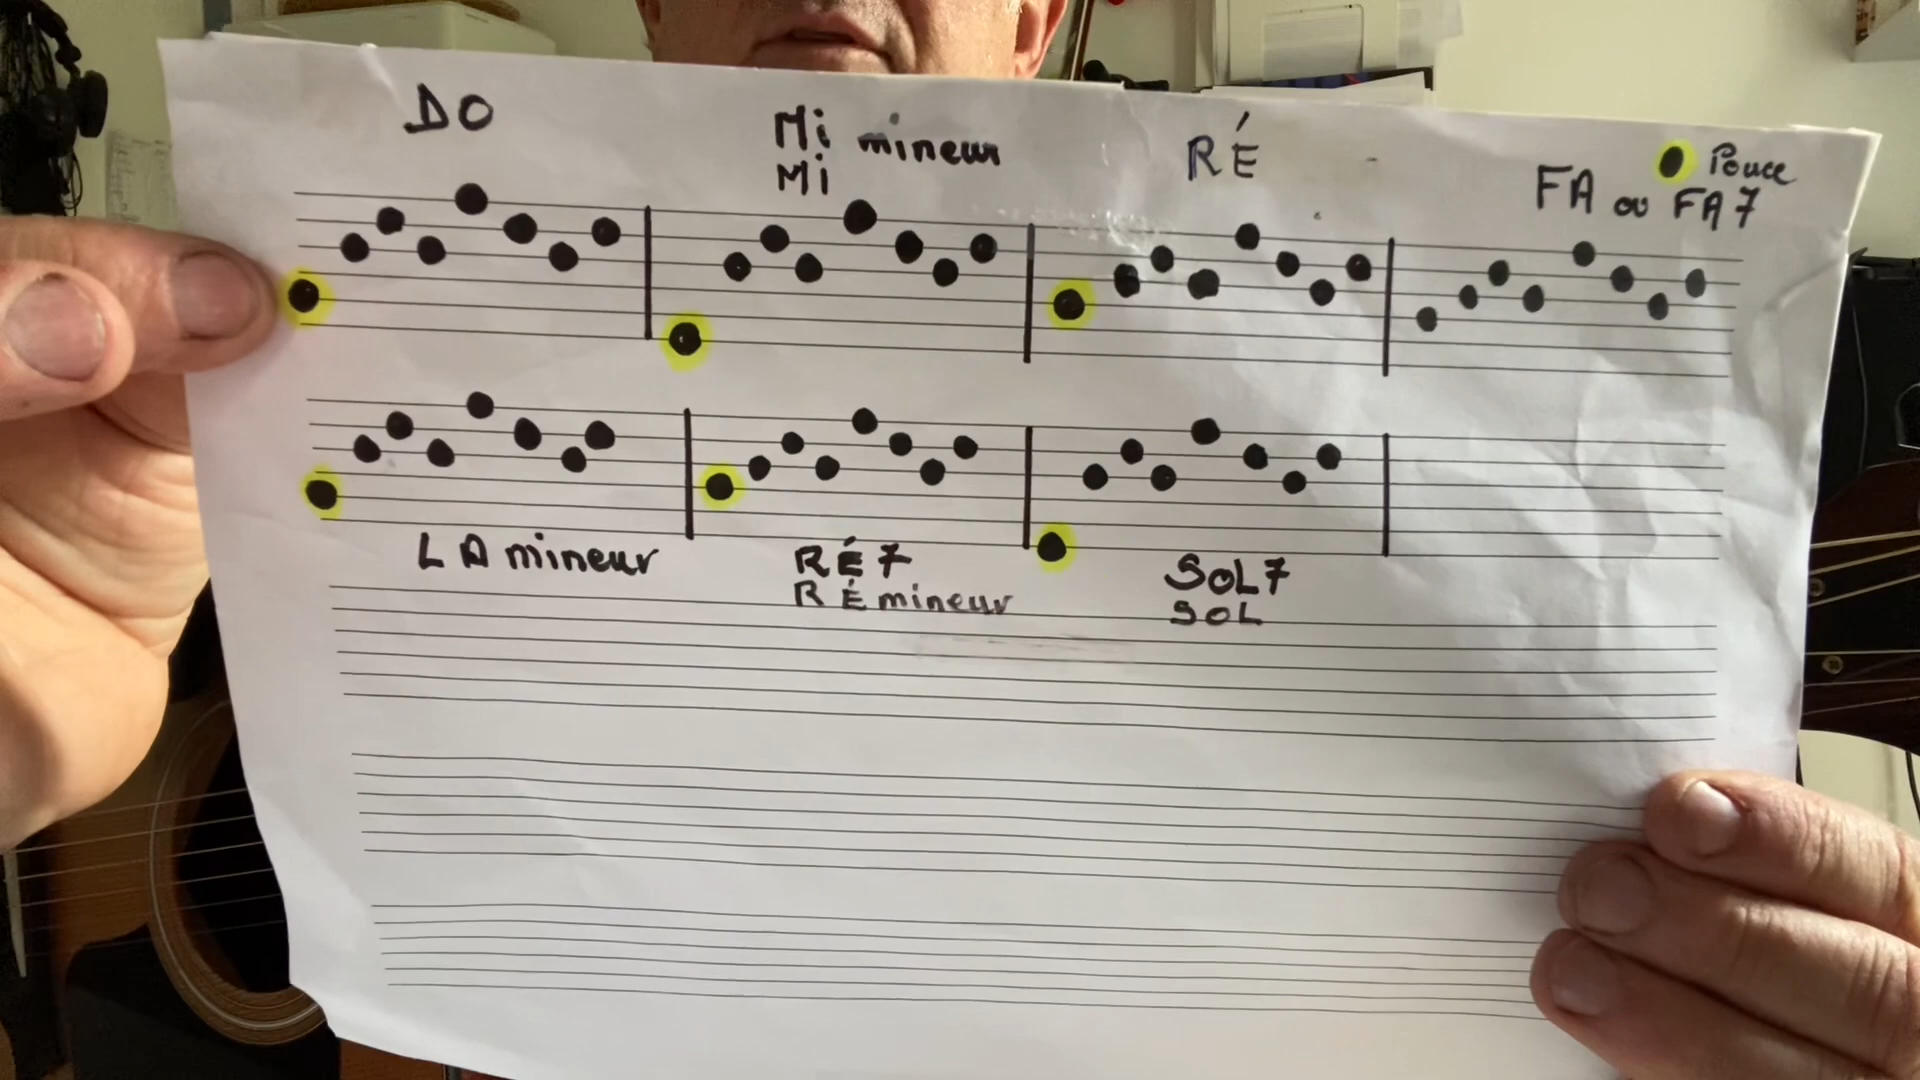 DO
Mi mineur
Mi
RÉ
Pouce
FA ou FA7
LA mineur
RÉ7
RÉ mineur
SOL7
SOL